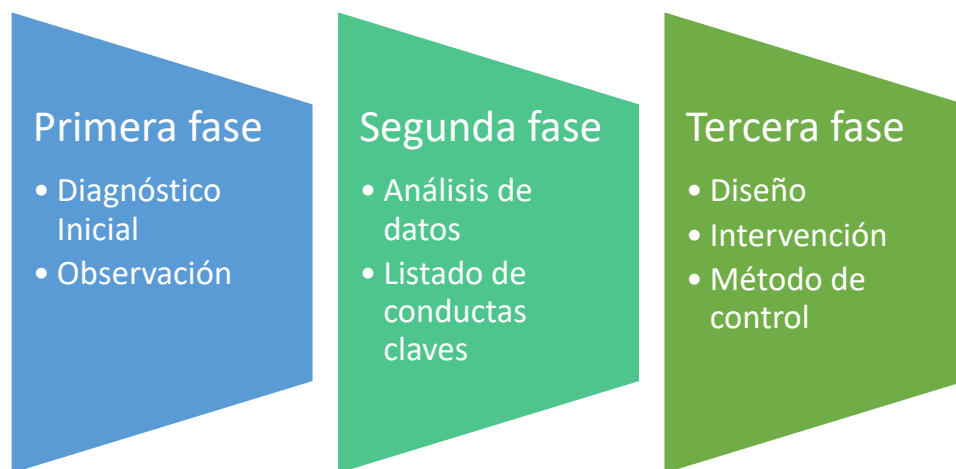 Primera fase
• Diagnóstico
Inicial
• Observación
Segunda fase
• Análisis de
datos
• Listado de
conductas
claves
Tercera fase
• Diseño
• Intervención
• Método de
control